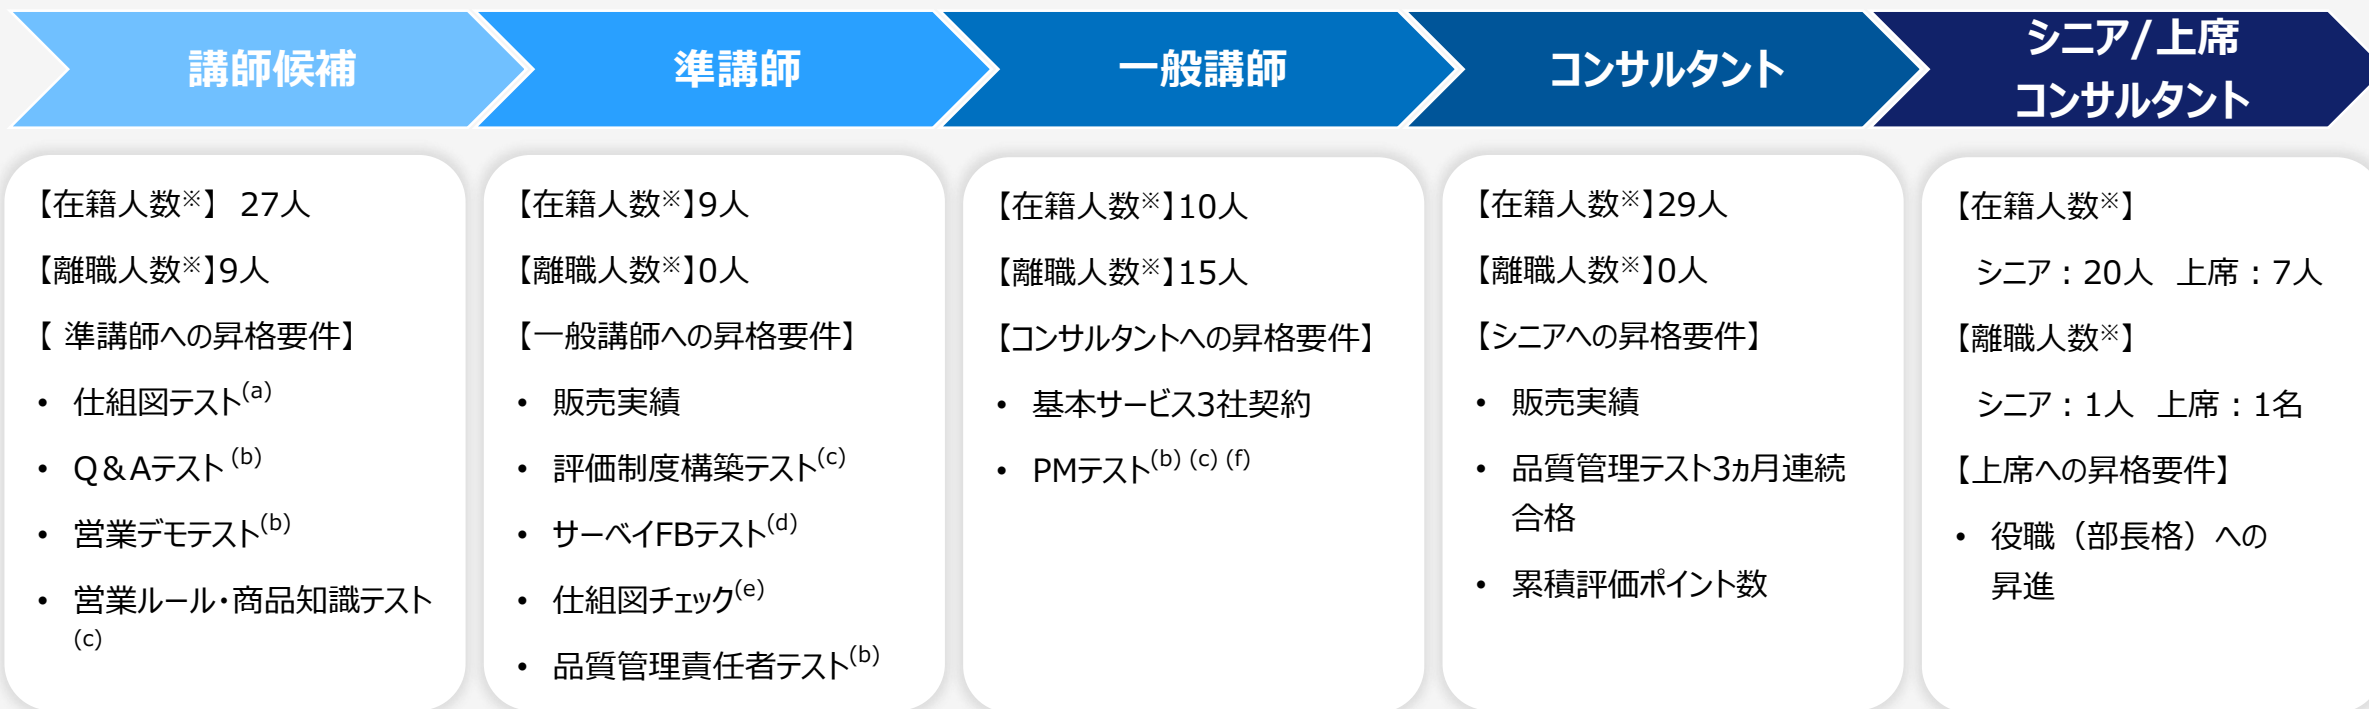 講師候補
準講師
一般講師
コンサルタント
シニア/上席
コンサルタント
【在籍人数※】 27人
【離職人数※】9人
【 準講師への昇格要件】
• 仕組図テスト(a)
• Q&Aテスト (b)
• 営業デモテスト(b)
• 営業ルール・商品知識テスト
(c)
【在籍人数※】9人
【離職人数※】0人
【一般講師への昇格要件】
• 販売実績
• 評価制度構築テスト(c)
• サーベイFBテスト(d)
• 仕組図チェック(e)
• 品質管理責任者テスト(b)
【在籍人数※】10人
【離職人数※】15人
【コンサルタントへの昇格要件】
• 基本サービス3社契約
• PMテスト(b) (c) (f)
【在籍人数※】29人
【離職人数※】0人
【シニアへの昇格要件】
• 販売実績
• 品質管理テスト3ヵ月連続
合格
• 累積評価ポイント数
【在籍人数※】
シニア：20人 上席：7人
【離職人数※】
シニア：1人 上席：1名
【上席への昇格要件】
• 役職（部長格）への
昇進